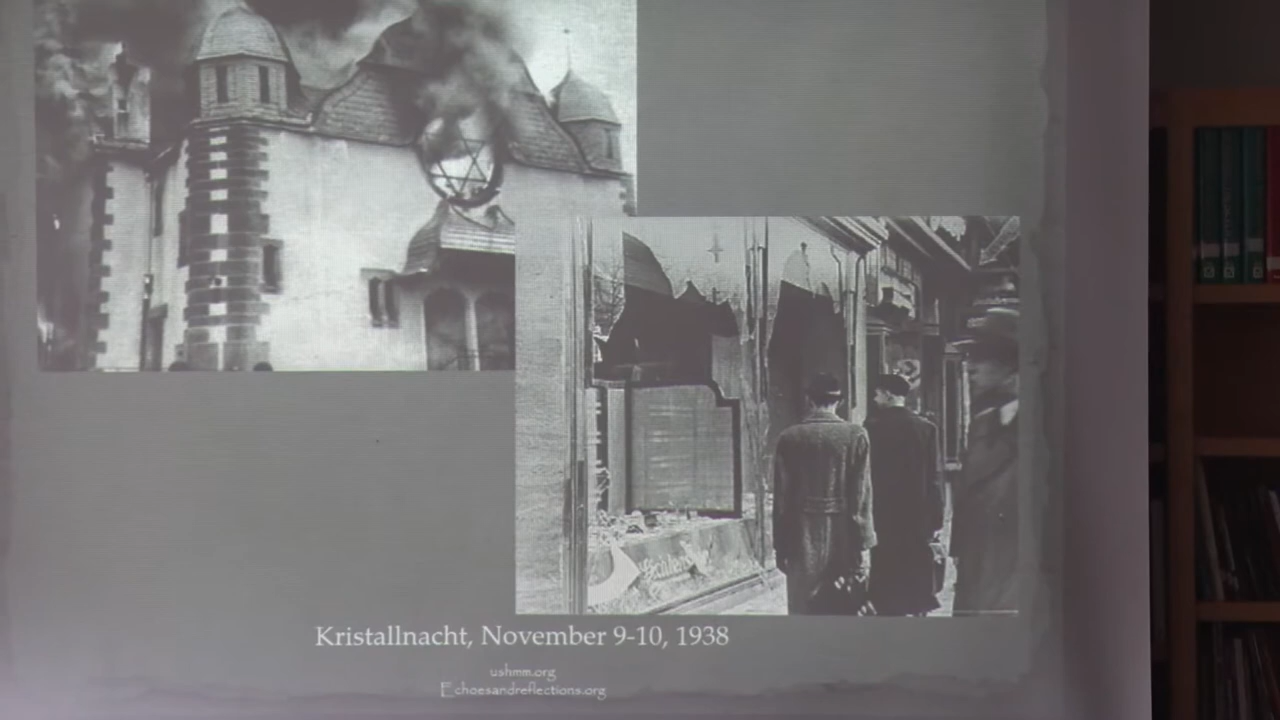 Kristallnacht, November 9-10, 1938
ushmm.org
Echoesandreflections.org